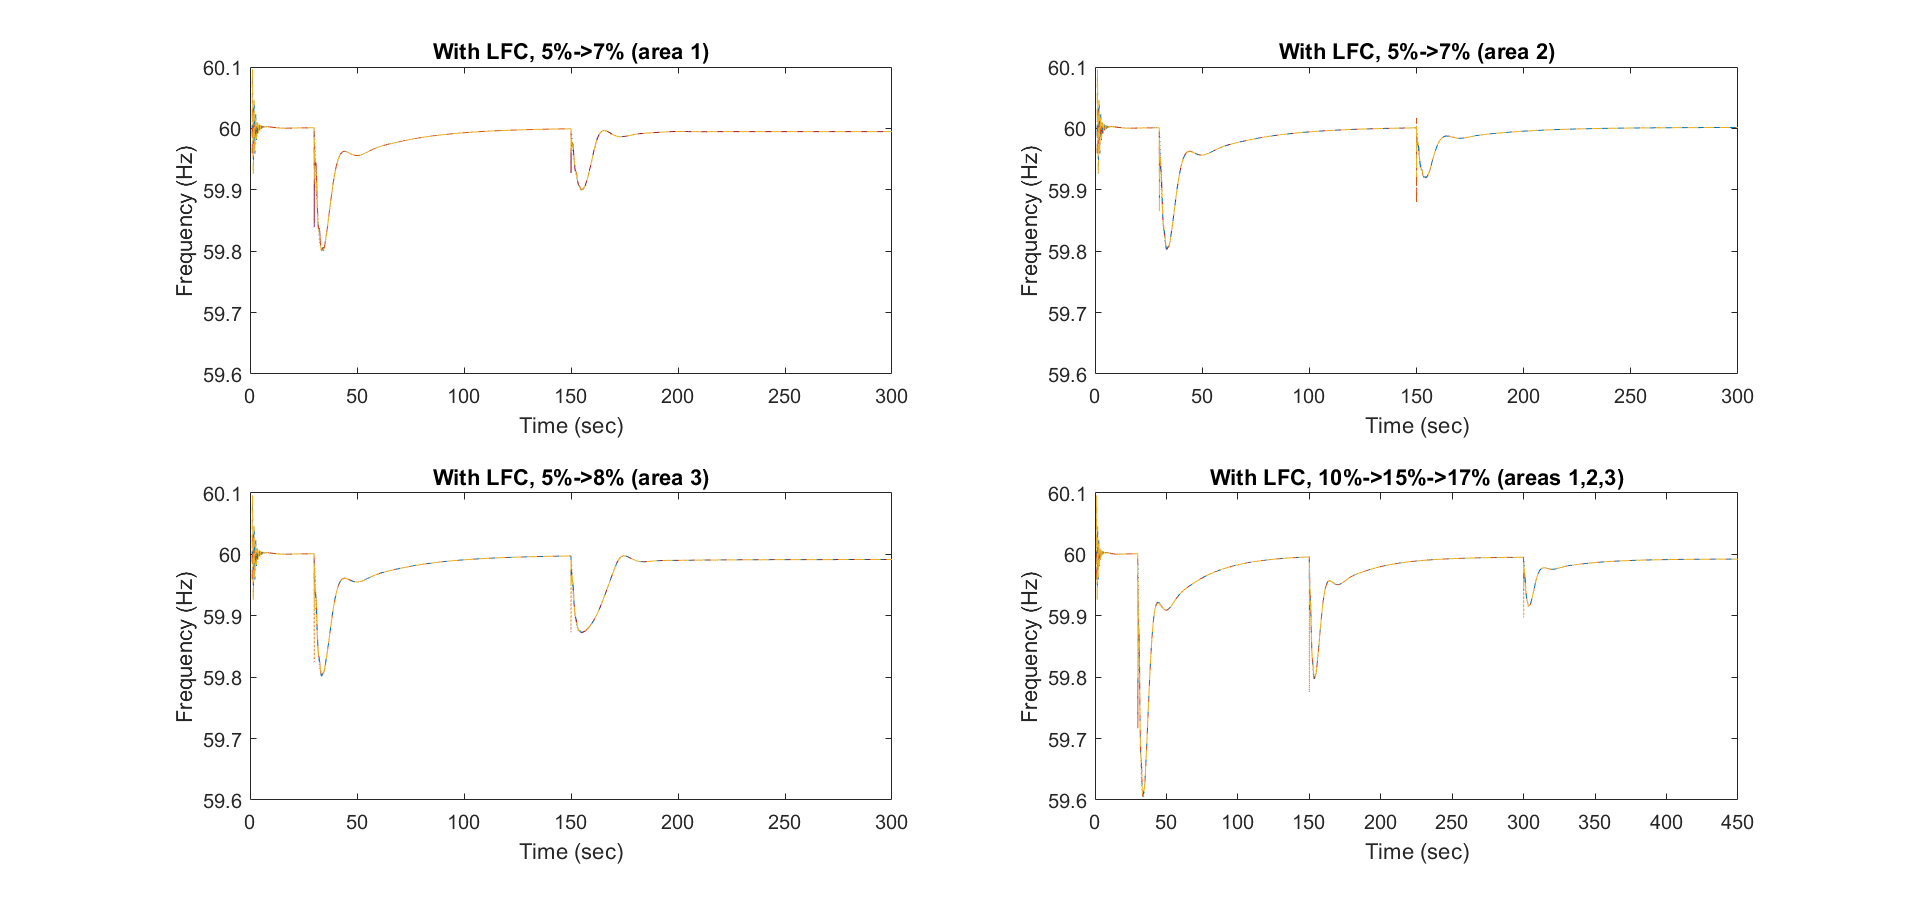 With LFC, 5%->7% (area 1)
60.1
60
59.9
59.8
59.7
59.6
Frequency (Hz)
0 50 100 150 200 250 300
Time (sec)
With LFC, 5%->7% (area 2)
60.1
60
59.9
59.8
59.7
59.6
Frequency (Hz)
0 50 100 150 200 250 300
Time (sec)
With LFC, 5%->8% (area 3)
60.1
60
59.9
59.8
59.7
59.6
Frequency (Hz)
0 50 100 150 200 250 300
Time (sec)
With LFC, 10%->15%->17% (areas 1,2,3)
60.1
60
59.9
59.8
59.7
59.6
Frequency (Hz)
0 50 100 150 200 250 300 350 400 450
Time (sec)